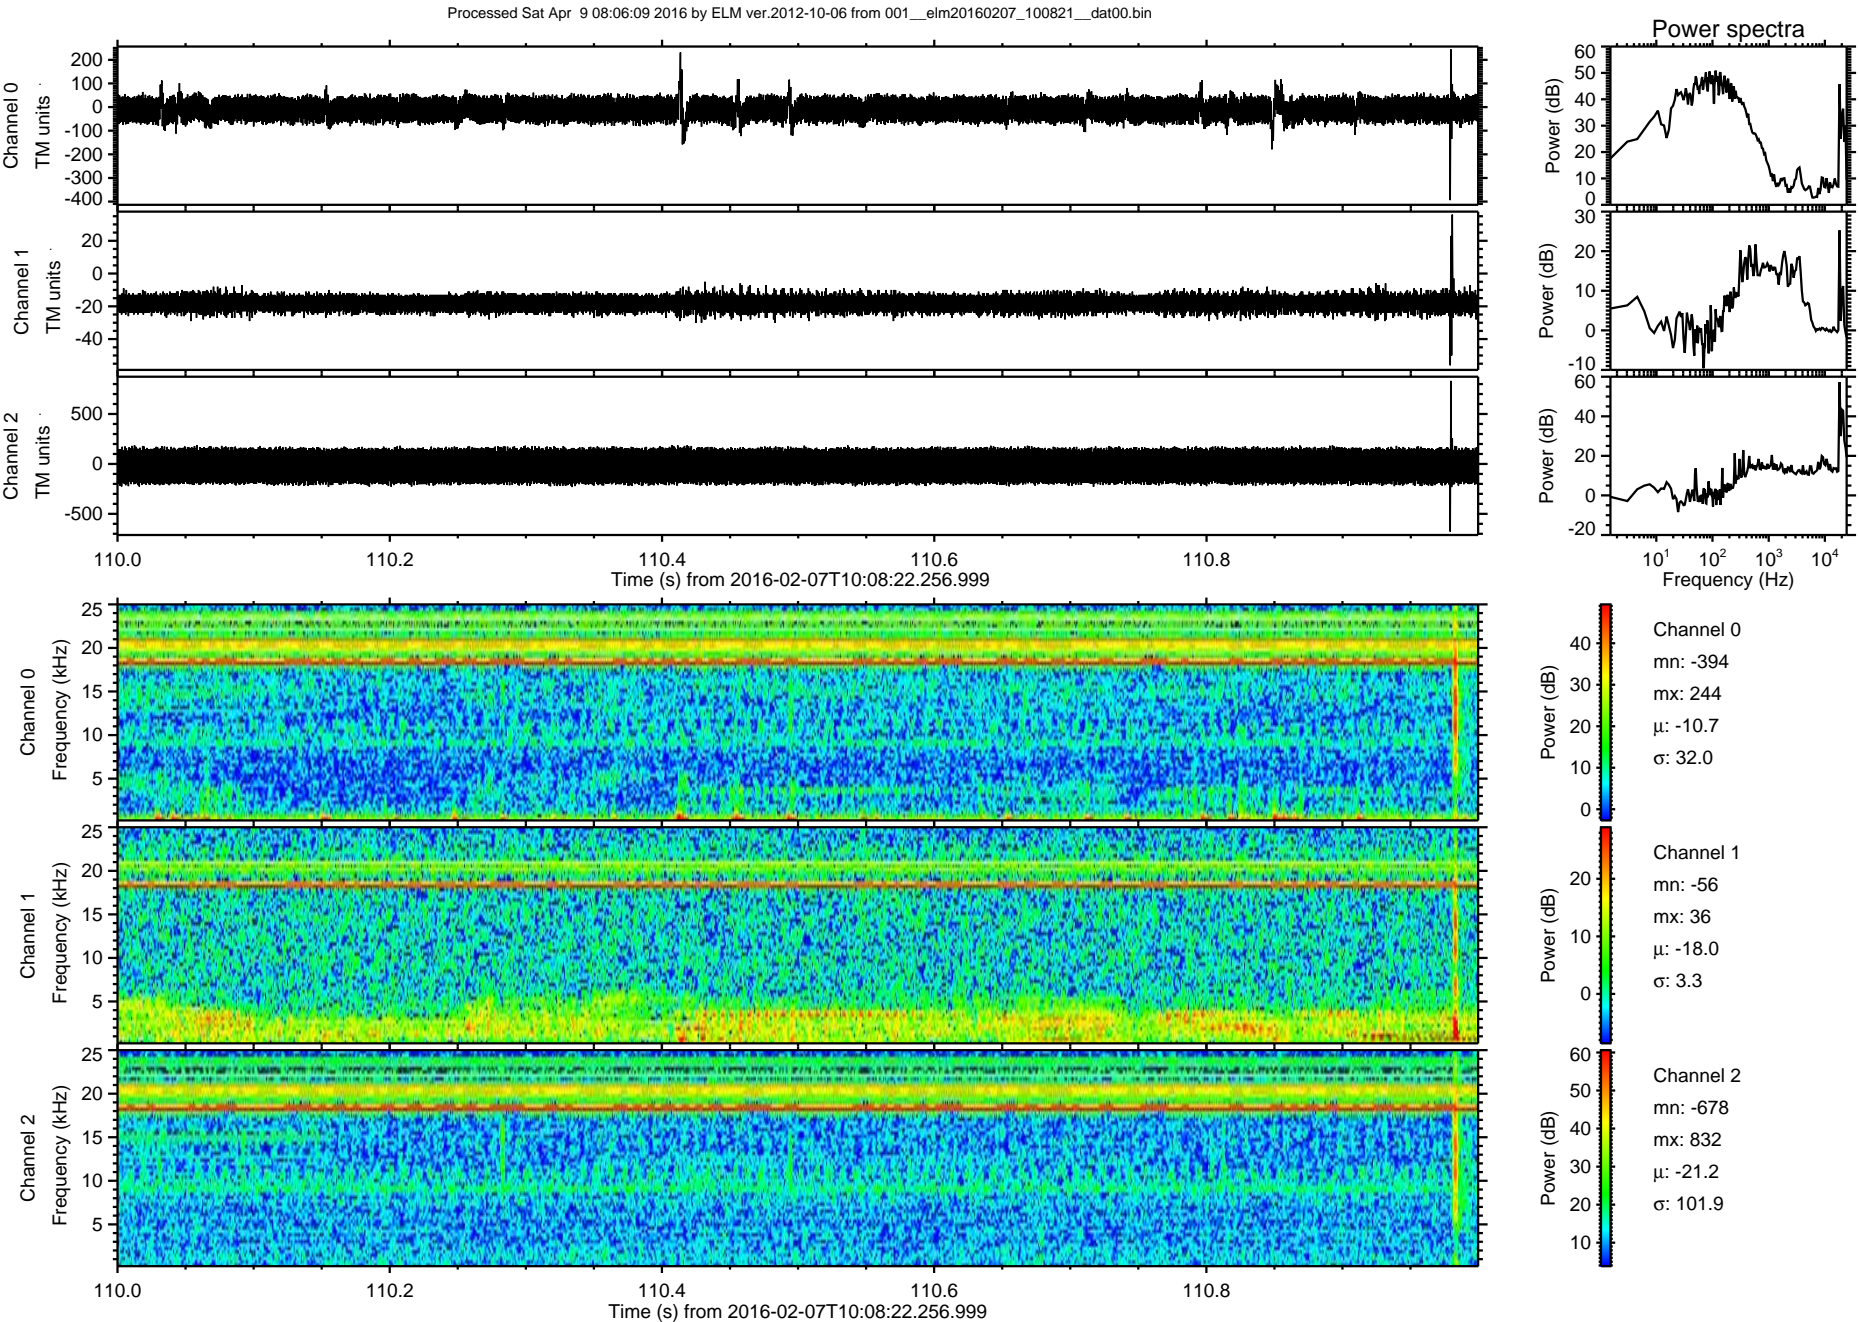 Processed Sat Apr  9 08:06:09 2016 by ELM ver.2012-10-06 from 001__elm20160207_100821__dat00.bin
Power spectra
Channel 0
TM units
200
100
0
-100
-200
-300
-400
Power (dB)
60
50
40
30
20
10
0
Channel 1
TM units
20
0
-20
-40
Power (dB)
30
20
10
0
-10
Channel 2
TM units
500
0
-500
Power (dB)
60
40
20
0
-20
110.0 110.2 110.4 110.6 110.8
Time (s) from 2016-02-07T10:08:22.256.999
10¹ 10² 10³ 10⁴
Frequency (Hz)
Channel 0
Frequency (kHz)
25
20
15
10
5
Power (dB)
40
30
20
10
0
Channel 0
mn: -394
mx: 244
μ: -10.7
σ: 32.0
Channel 1
Frequency (kHz)
25
20
15
10
5
Power (dB)
20
10
0
Channel 1
mn: -56
mx: 36
μ: -18.0
σ: 3.3
Channel 2
Frequency (kHz)
25
20
15
10
5
Power (dB)
60
50
40
30
20
10
Channel 2
mn: -678
mx: 832
μ: -21.2
σ: 101.9
110.0 110.2 110.4 110.6 110.8
Time (s) from 2016-02-07T10:08:22.256.999